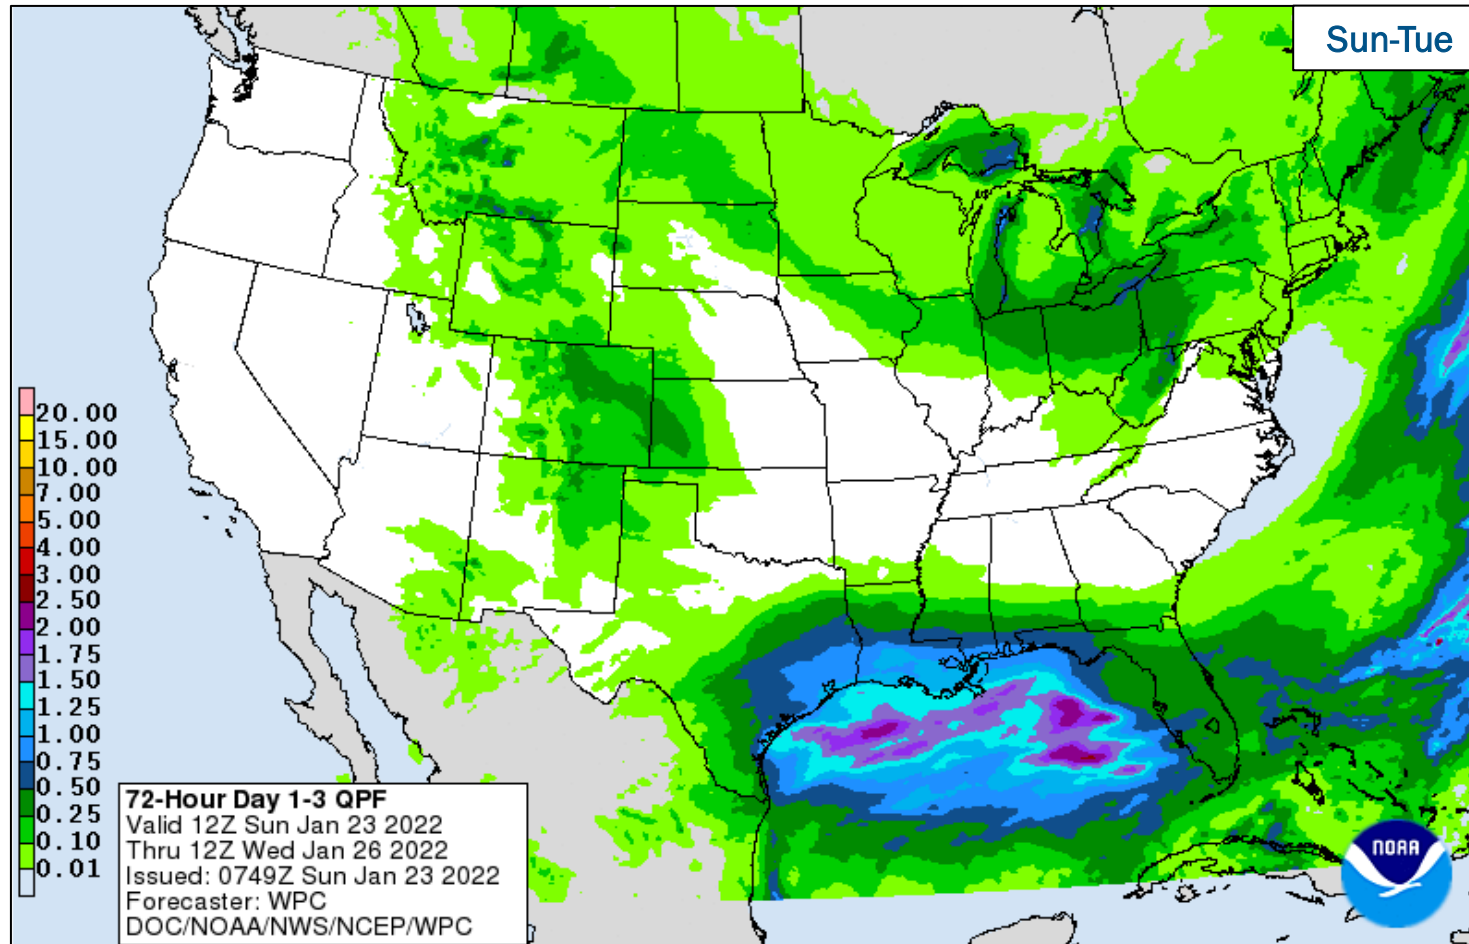 Sun-Tue
20.00
15.00
10.00
7.00
5.00
4.00
3.00
2.50
2.00
1.75
1.50
1.25
1.00
0.75
0.50
0.25
0.10
0.01
72-Hour Day 1-3 QPF
Valid 12Z Sun Jan 23 2022
Thru 12Z Wed Jan 26 2022
Issued: 0749Z Sun Jan 23 2022
Forecaster: WPC
DOC/NOAA/NWS/NCEP/WPC
NOAA